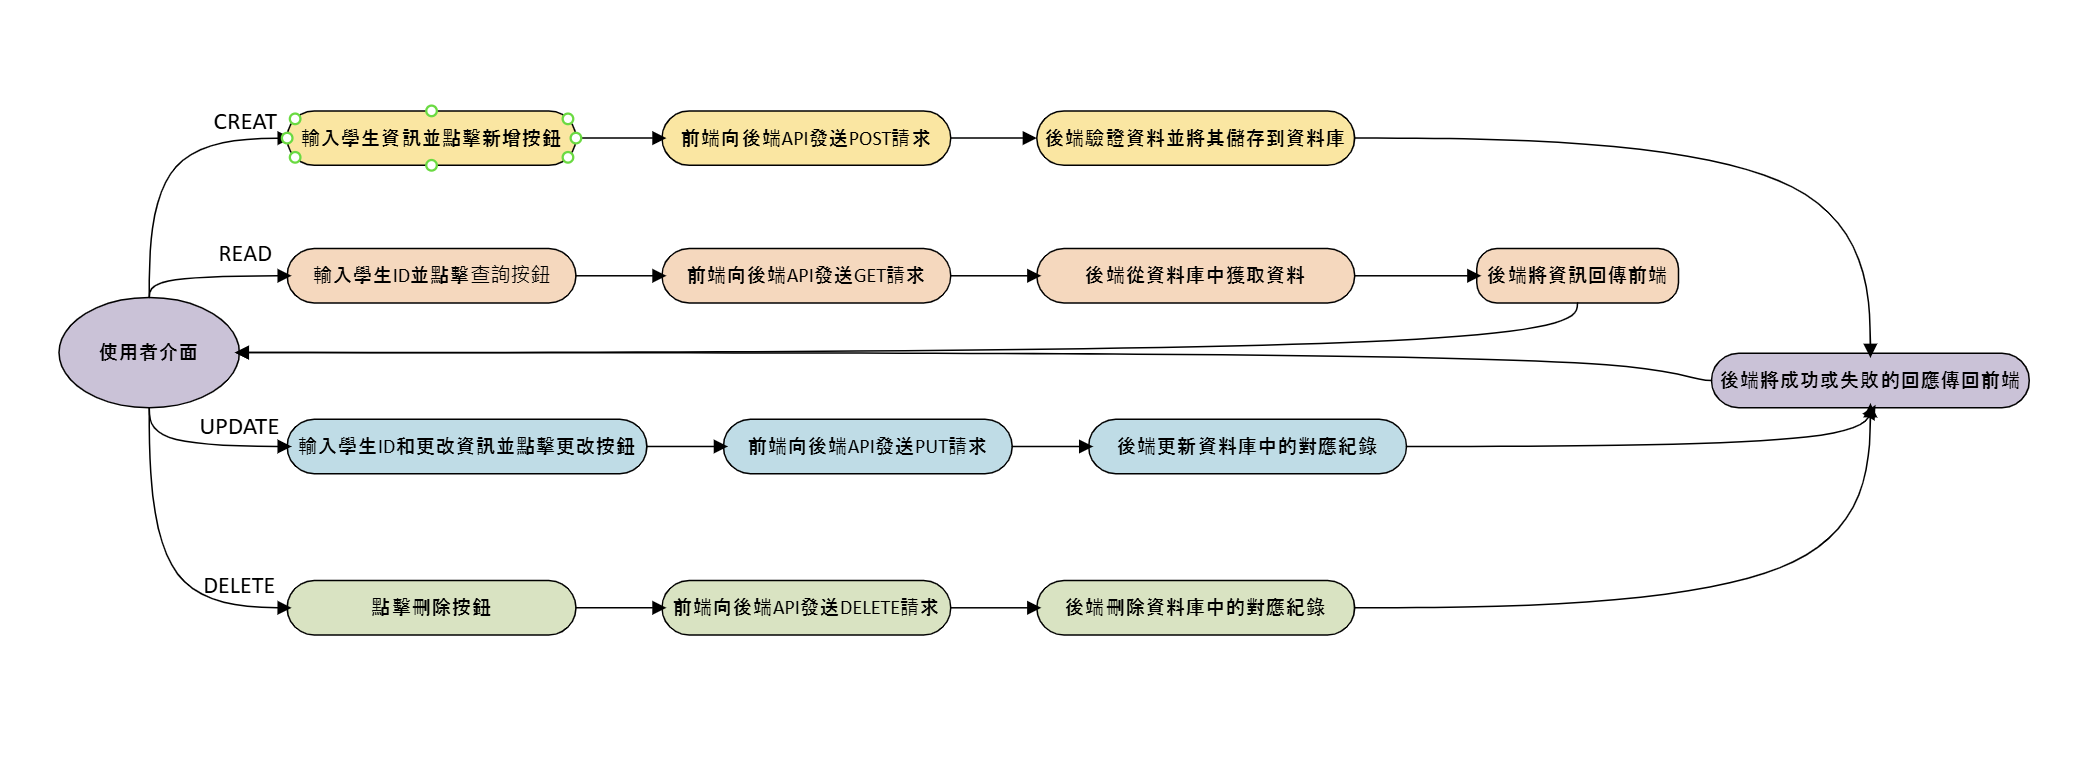 CREAT
輸入學生資訊並點擊新增按鈕
前端向後端API發送POST請求
後端驗證資料並將其儲存到資料庫
READ
輸入學生ID並點擊查詢按鈕
前端向後端API發送GET請求
後端從資料庫中獲取資料
後端將資訊回傳前端
使用者介面
後端將成功或失敗的回應傳回前端
UPDATE
輸入學生ID和更改資訊並點擊更改按鈕
前端向後端API發送PUT請求
後端更新資料庫中的對應紀錄
DELETE
點擊刪除按鈕
前端向後端API發送DELETE請求
後端刪除資料庫中的對應紀錄